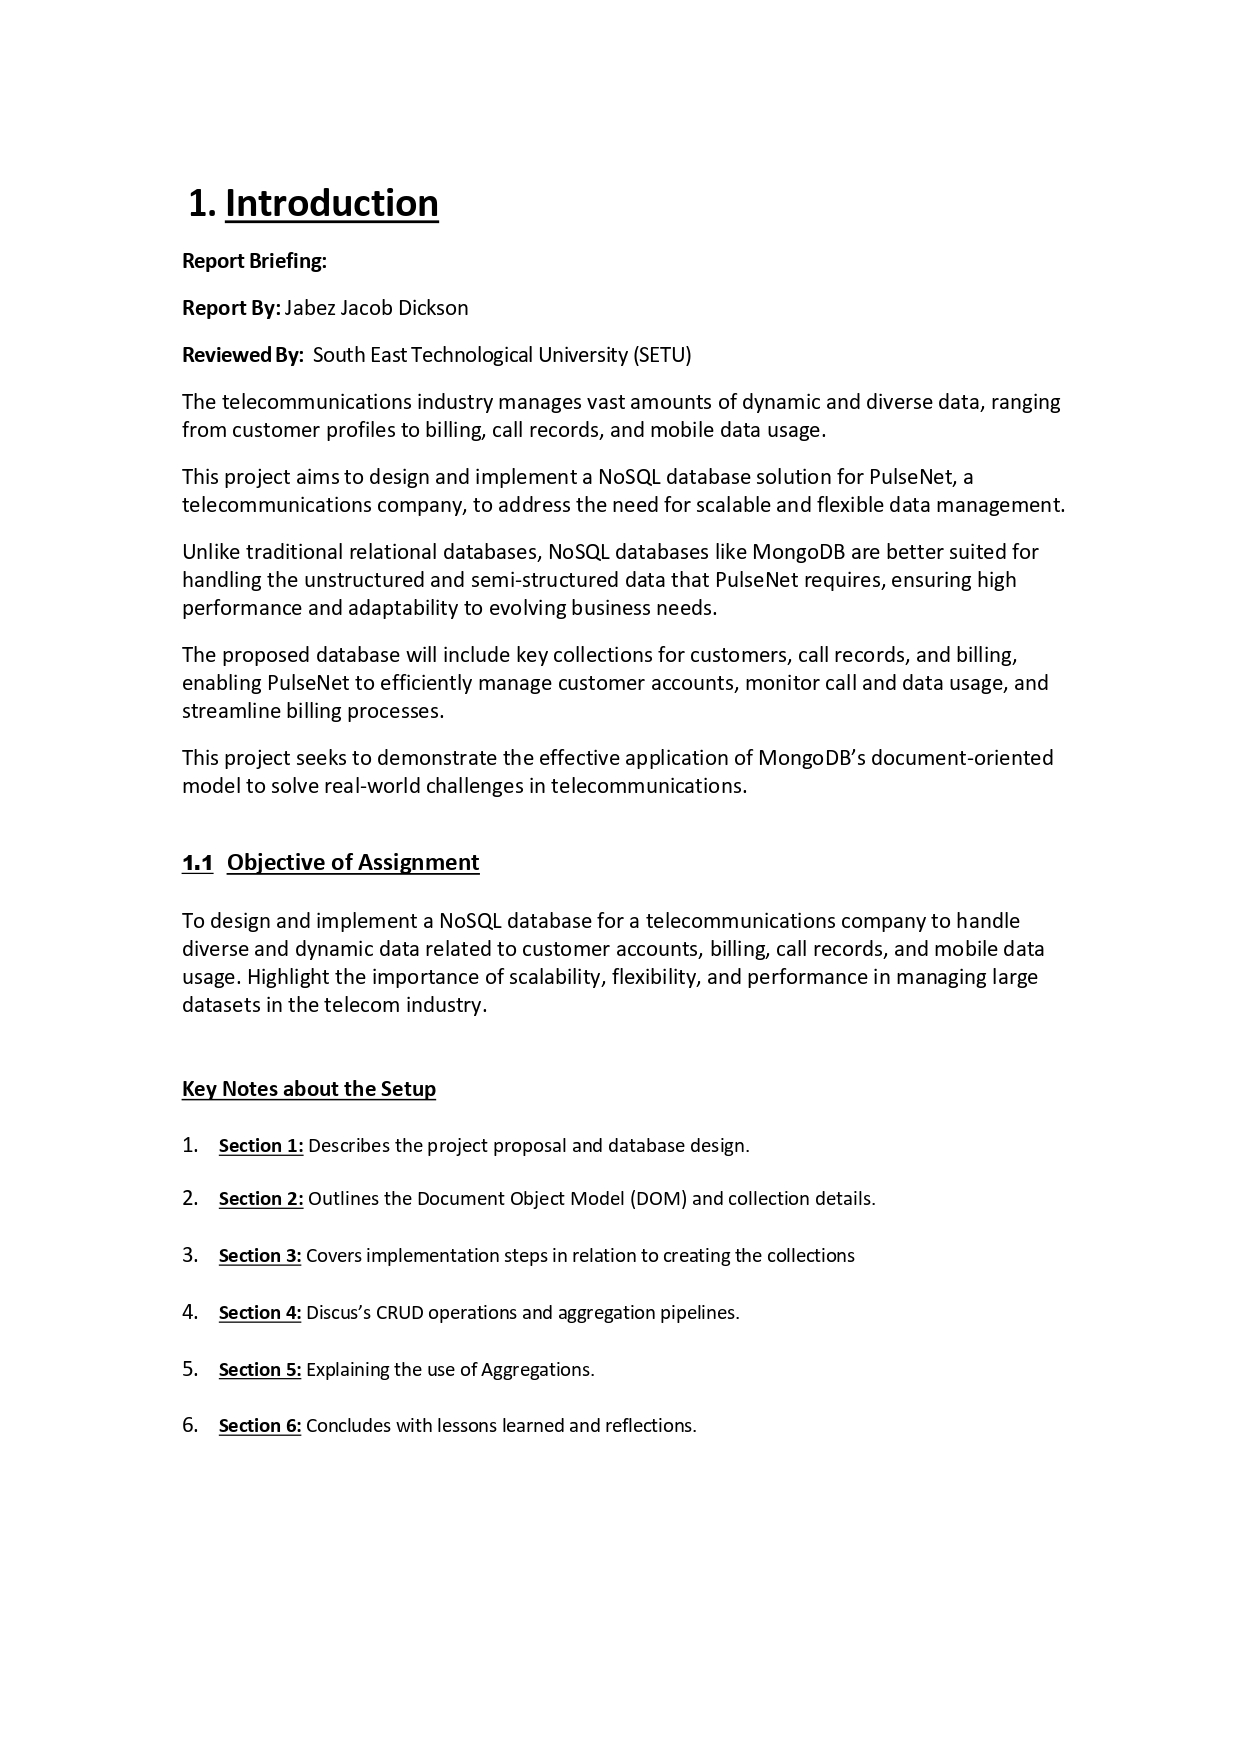 1. Introduction
Report Briefing:
Report By: Jabez Jacob Dickson
Reviewed By: South East Technological University (SETU)
The telecommunications industry manages vast amounts of dynamic and diverse data, ranging
from customer profiles to billing, call records, and mobile data usage.
This project aims to design and implement a NoSQL database solution for PulseNet, a
telecommunications company, to address the need for scalable and flexible data management.
Unlike traditional relational databases, NoSQL databases like MongoDB are better suited for
handling the unstructured and semi-structured data that PulseNet requires, ensuring high
performance and adaptability to evolving business needs.
The proposed database will include key collections for customers, call records, and billing,
enabling PulseNet to efficiently manage customer accounts, monitor call and data usage, and
streamline billing processes.
This project seeks to demonstrate the effective application of MongoDB’s document-oriented
model to solve real-world challenges in telecommunications.
1.1 Objective of Assignment
To design and implement a NoSQL database for a telecommunications company to handle
diverse and dynamic data related to customer accounts, billing, call records, and mobile data
usage. Highlight the importance of scalability, flexibility, and performance in managing large
datasets in the telecom industry.
Key Notes about the Setup
1. Section 1: Describes the project proposal and database design.
2. Section 2: Outlines the Document Object Model (DOM) and collection details.
3. Section 3: Covers implementation steps in relation to creating the collections
4. Section 4: Discus’s CRUD operations and aggregation pipelines.
5. Section 5: Explaining the use of Aggregations.
6. Section 6: Concludes with lessons learned and reflections.